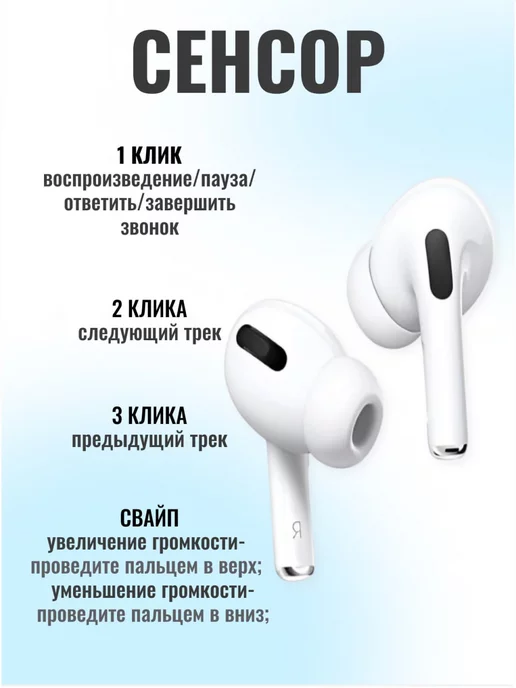 СЕНСОР
1 КЛИК
воспроизведение/пауза/
ответить/завершить
звонок
2 КЛИКА
следующий трек
3 КЛИКА
предыдущий трек
СВАЙП
увеличение громкости-
проведите пальцем в верх;
уменьшение громкости-
проведите пальцем в вниз;
Я